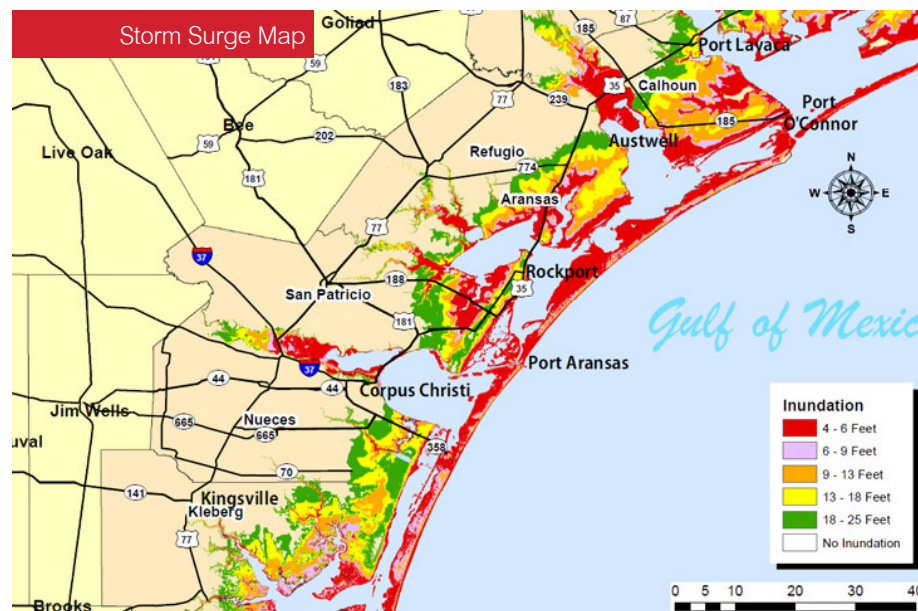 Storm Surge Map
Goliad
87
185
Port Lavaca
59
183
77
239
35
Calhoun
Port
O'Connor
185
Bee
202
59
Live Oak
Refugio
Austwell
774
181
Aransas
N
W
E
S
77
37
Rockport
188
35
San Patricio
181
Gulf of Mexic
Port Aransas
37
44
44
Corpus Christi
Jim Wells
665
Nueces
665
358
uval
70
141
Kingsville
Kleberg
77
Brooks
Inundation
4 - 6 Feet
6 - 9 Feet
9 - 13 Feet
13 - 18 Feet
18 - 25 Feet
No Inundation
0 5 10 20 30 40